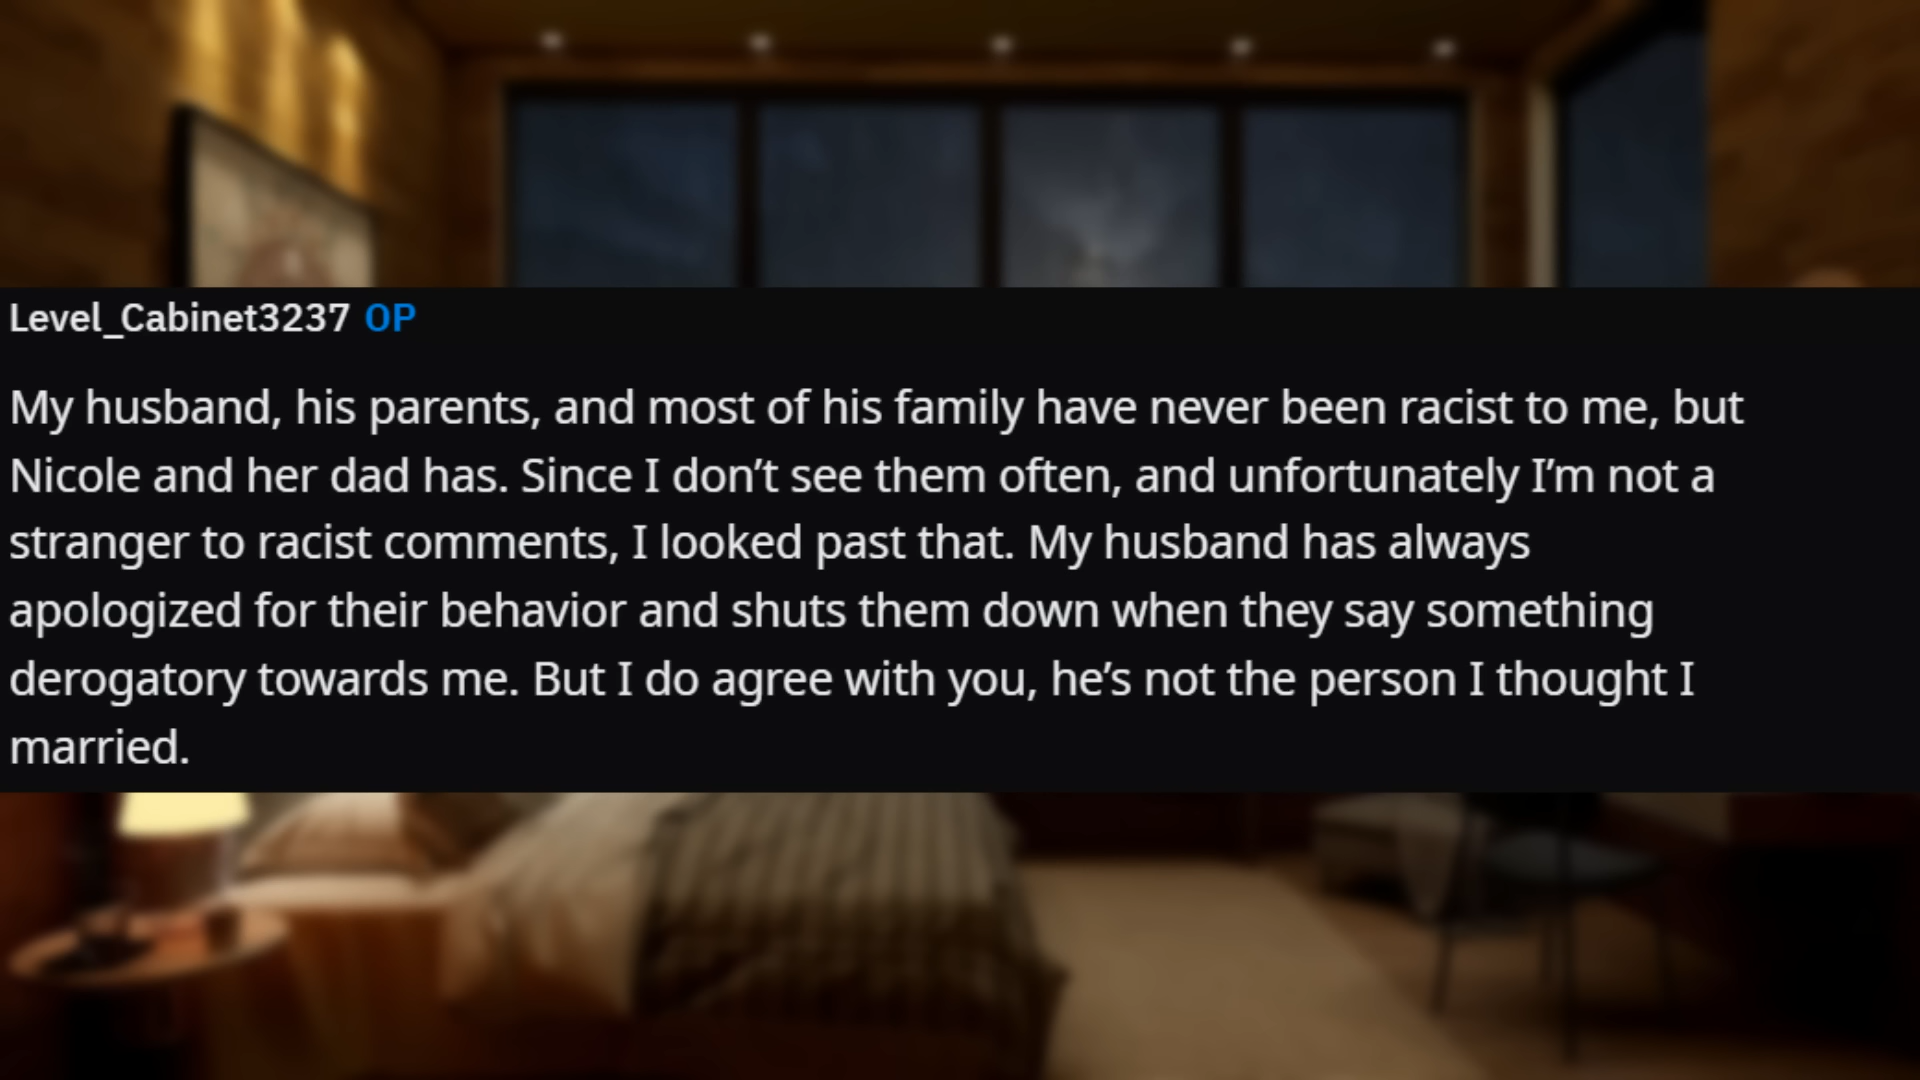 Level_Cabinet3237 OP
My husband, his parents, and most of his family have never been racist to me, but
Nicole and her dad has. Since I don’t see them often, and unfortunately I’m not a
stranger to racist comments, I looked past that. My husband has always
apologized for their behavior and shuts them down when they say something
derogatory towards me. But I do agree with you, he’s not the person I thought I
married.